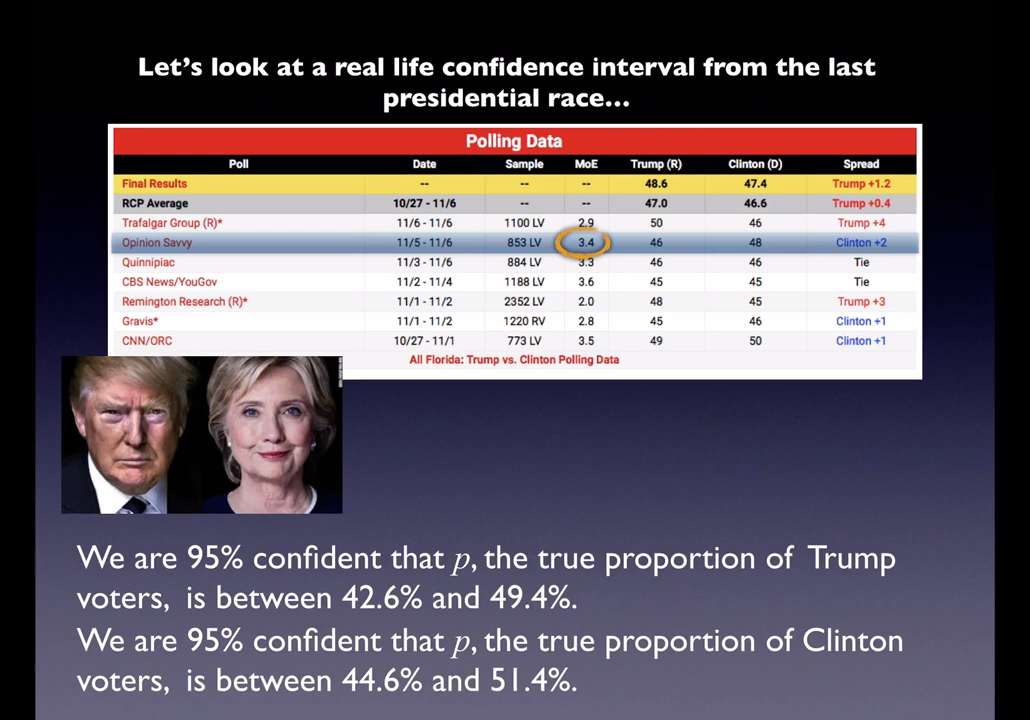 Let's look at a real life confidence interval from the last
presidential race...
Polling Data
Poll Date Sample MoE Trump (R) Clinton (D) Spread
Final Results -- -- -- 48.6 47.4 Trump +1.2
RCP Average 10/27 - 11/6 -- -- 47.0 46.6 Trump +0.4
Trafalgar Group (R)* 11/6 - 11/6 1100 LV 2.9 50 46 Trump +4
Opinion Savvy 11/5 - 11/6 853 LV 3.4 46 48 Clinton +2
Quinnipiac 11/3 - 11/6 884 LV 3.3 46 46 Tie
CBS News/YouGov 11/2 - 11/4 1188 LV 3.6 45 45 Tie
Remington Research (R)* 11/1 - 11/2 2352 LV 2.0 48 45 Trump +3
Gravis* 11/1 - 11/2 1220 RV 2.8 45 46 Clinton +1
CNN/ORC 10/27 - 11/1 773 LV 3.5 49 50 Clinton +1
All Florida: Trump vs. Clinton Polling Data
We are 95% confident that p, the true proportion of Trump
voters, is between 42.6% and 49.4%.
We are 95% confident that p, the true proportion of Clinton
voters, is between 44.6% and 51.4%.